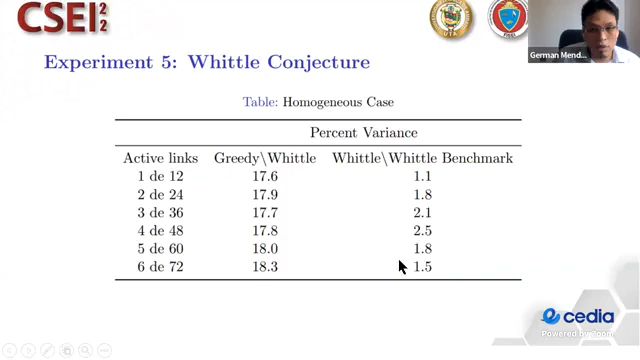 CSEI 22
UTA
FISEI
German Mend...
Experiment 5: Whittle Conjecture
Table: Homogeneous Case
Percent Variance
Active links Greedy\Whittle Whittle\Whittle Benchmark
1 de 12 17.6 1.1
2 de 24 17.9 1.8
3 de 36 17.7 2.1
4 de 48 17.8 2.5
5 de 60 18.0 1.8
6 de 72 18.3 1.5
cedia
Powered by Zoom